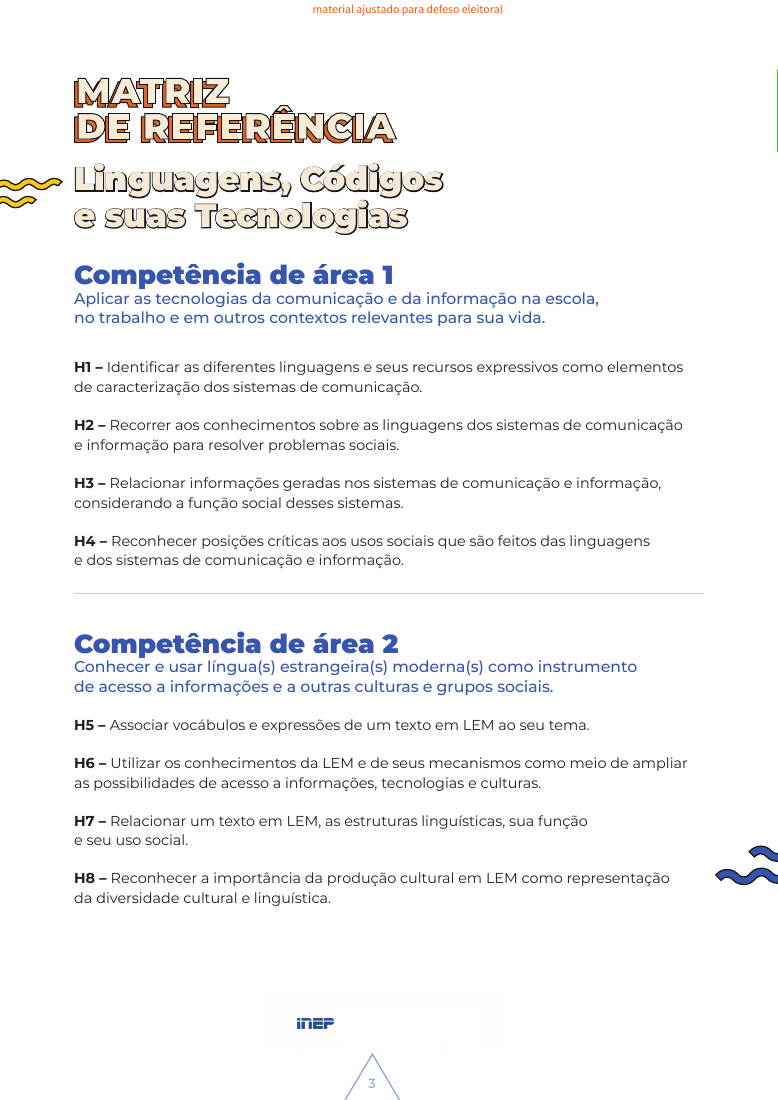 material ajustado para defeso eleitoral
MATRIZ
DE REFERÊNCIA
Linguagens, Códigos
e suas Tecnologias
Competência de área 1
Aplicar as tecnologias da comunicação e da informação na escola,
no trabalho e em outros contextos relevantes para sua vida.
H1 – Identificar as diferentes linguagens e seus recursos expressivos como elementos
de caracterização dos sistemas de comunicação.
H2 – Recorrer aos conhecimentos sobre as linguagens dos sistemas de comunicação
e informação para resolver problemas sociais.
H3 – Relacionar informações geradas nos sistemas de comunicação e informação,
considerando a função social desses sistemas.
H4 – Reconhecer posições críticas aos usos sociais que são feitos das linguagens
e dos sistemas de comunicação e informação.
Competência de área 2
Conhecer e usar língua(s) estrangeira(s) moderna(s) como instrumento
de acesso a informações e a outras culturas e grupos sociais.
H5 – Associar vocábulos e expressões de um texto em LEM ao seu tema.
H6 – Utilizar os conhecimentos da LEM e de seus mecanismos como meio de ampliar
as possibilidades de acesso a informações, tecnologias e culturas.
H7 – Relacionar um texto em LEM, as estruturas linguísticas, sua função
e seu uso social.
H8 – Reconhecer a importância da produção cultural em LEM como representação
da diversidade cultural e linguística.
inep
3